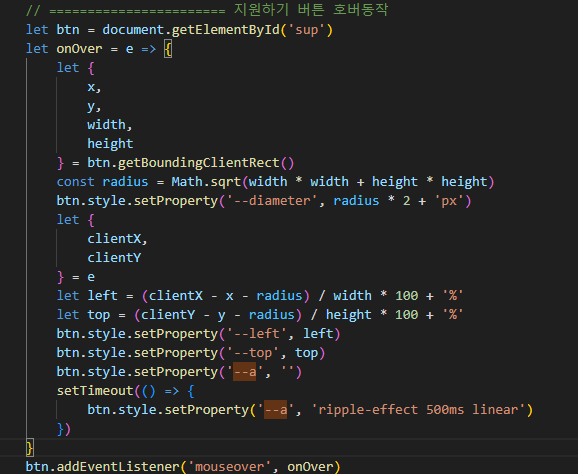 // ======================= 지원하기 버튼 호버동작
let btn = document.getElementById('sup')
let onOver = e => {
    let {
        x,
        y,
        width,
        height
    } = btn.getBoundingClientRect()
    const radius = Math.sqrt(width * width + height * height)
    btn.style.setProperty('--diameter', radius * 2 + 'px')
    let {
        clientX,
        clientY
    } = e
    let left = (clientX - x - radius) / width * 100 + '%'
    let top = (clientY - y - radius) / height * 100 + '%'
    btn.style.setProperty('--left', left)
    btn.style.setProperty('--top', top)
    btn.style.setProperty('--a', '')
    setTimeout(() => {
        btn.style.setProperty('--a', 'ripple-effect 500ms linear')
    })
}
btn.addEventListener('mouseover', onOver)